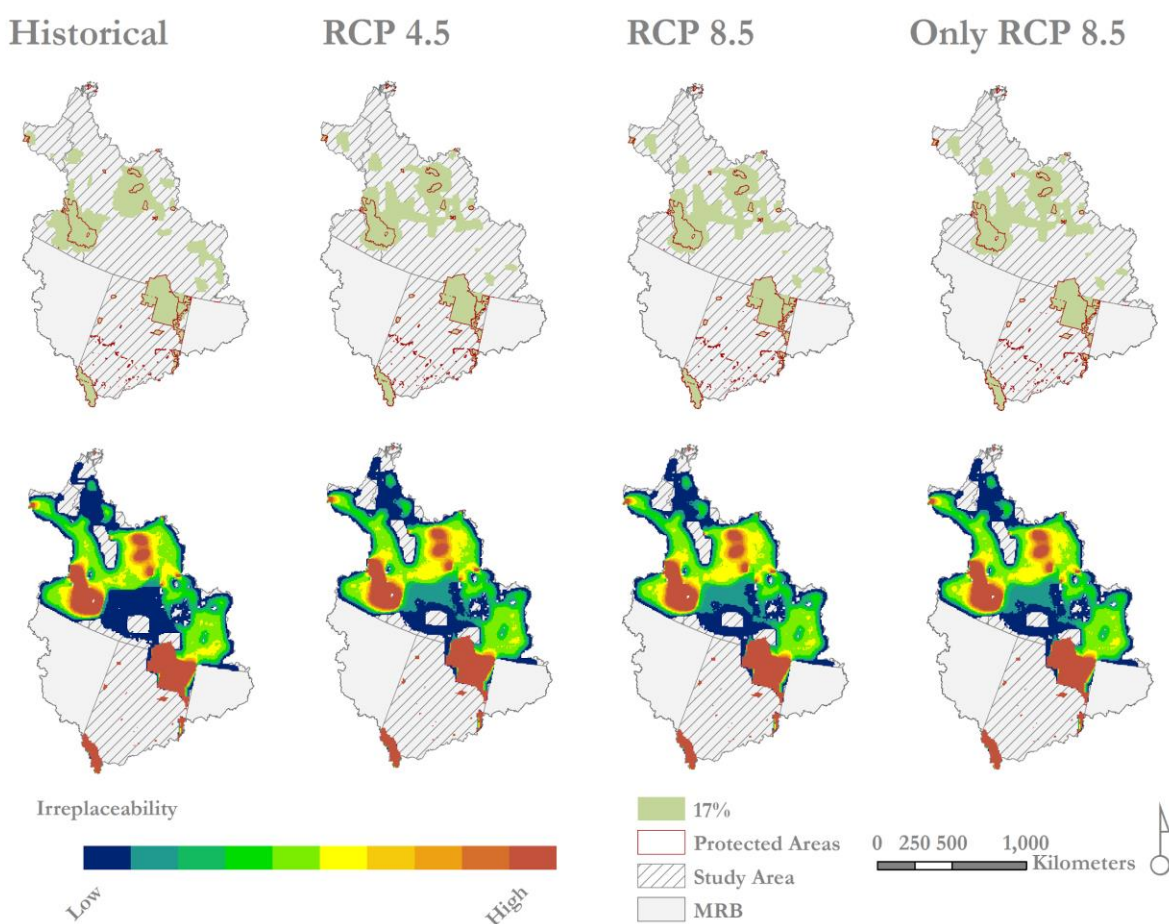 Historical
RCP 4.5
RCP 8.5
Only RCP 8.5
Irreplaceability
Low
High
17%
Protected Areas
Study Area
MRB
0 250 500 1,000
Kilometers